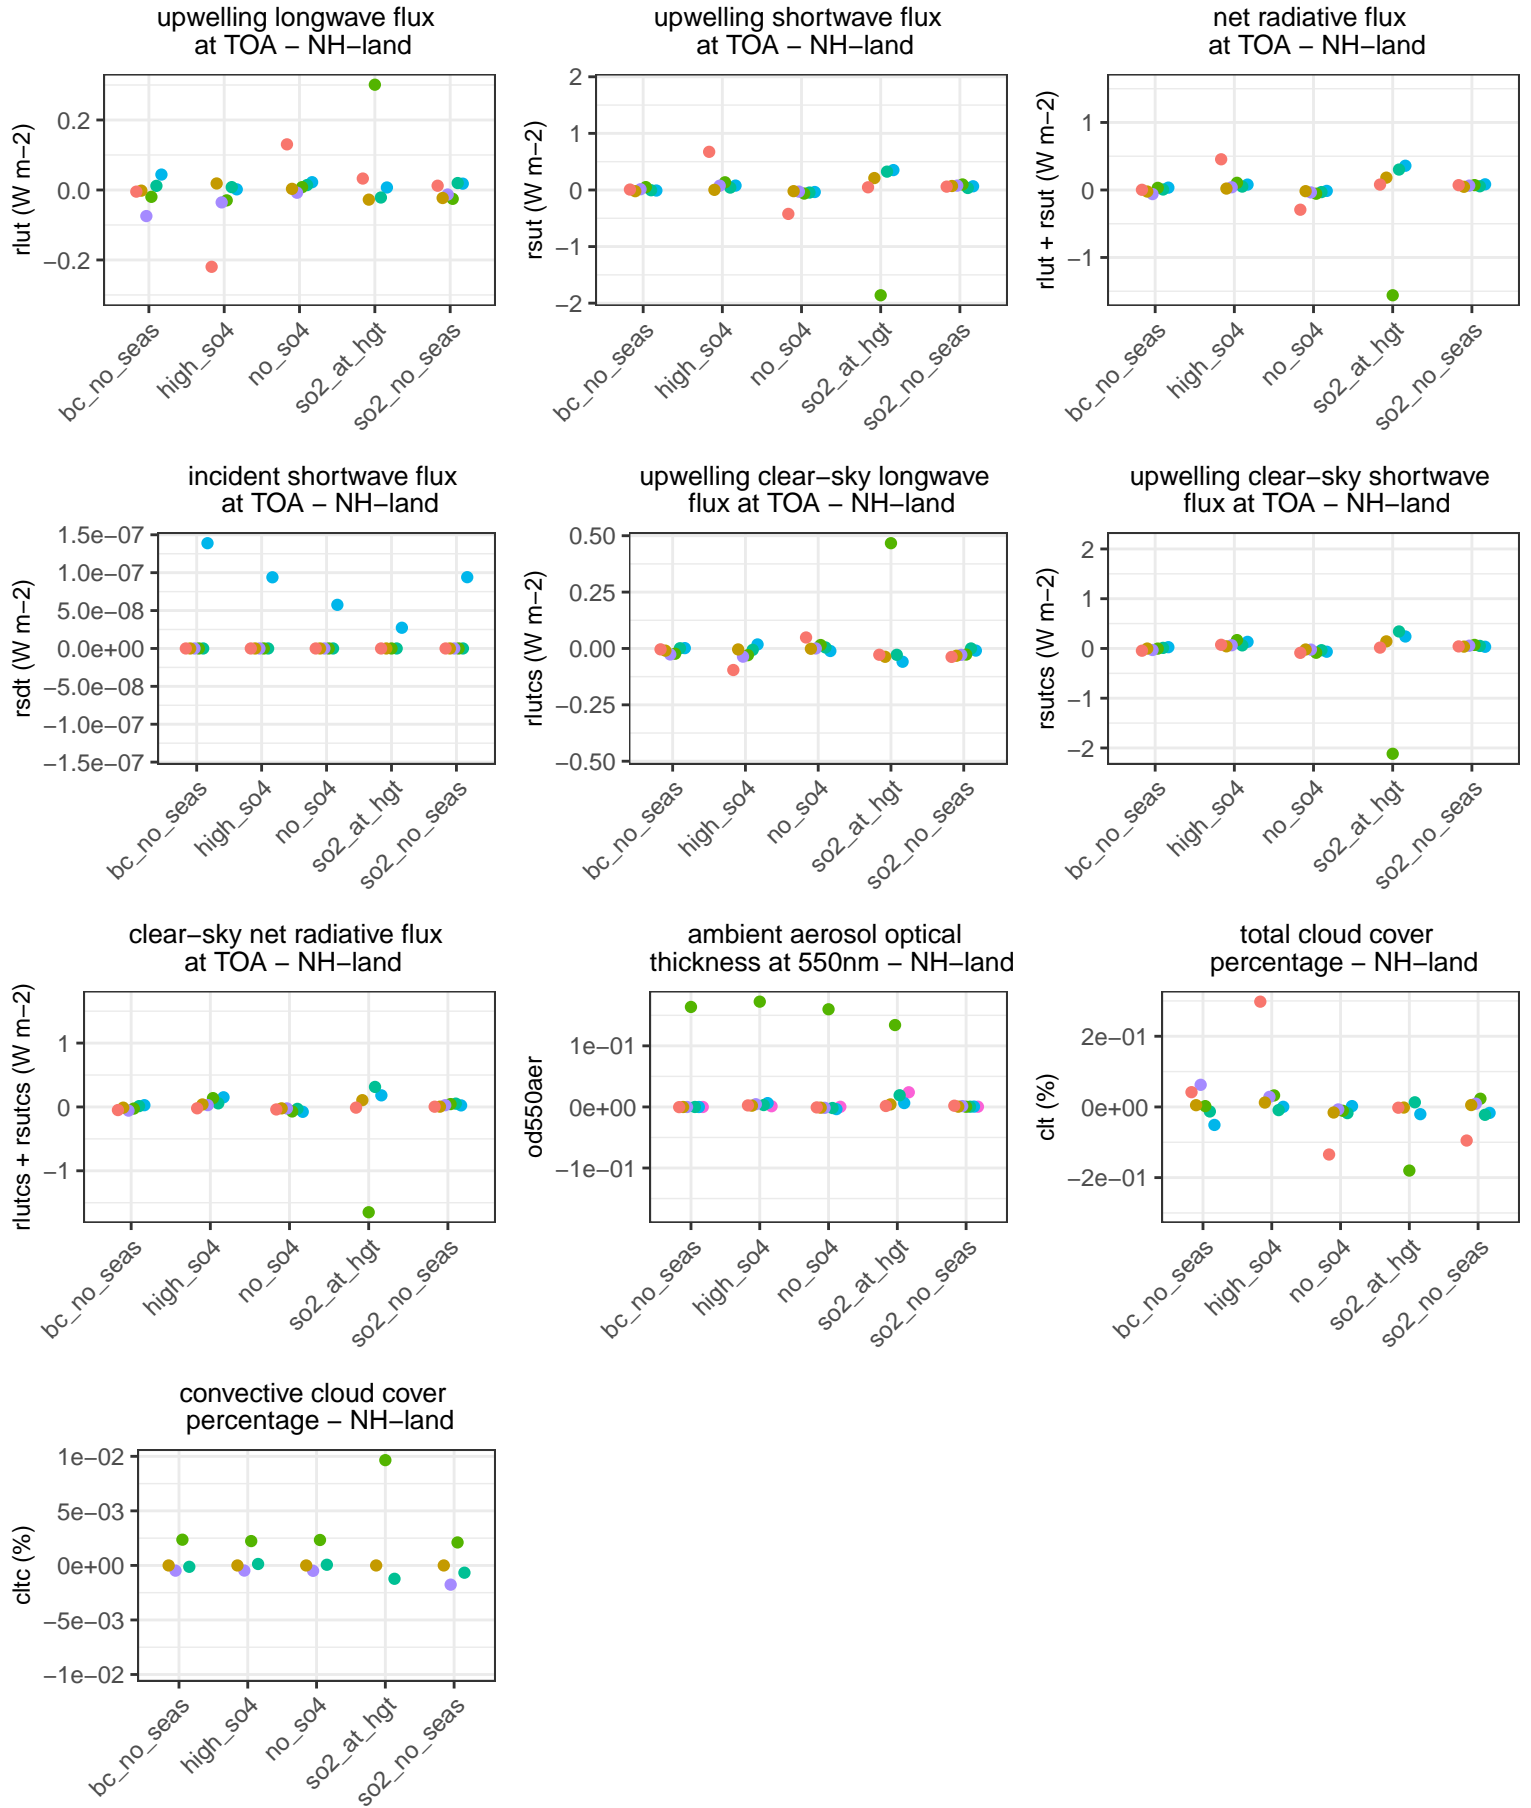 upwelling longwave flux
at TOA − NH−land
rlut (W m−2)
0.2
0.0
−0.2
bc_no_seas
high_so4
no_so4
so2_at_hgt
so2_no_seas
upwelling shortwave flux
at TOA − NH−land
rsut (W m−2)
2
1
0
−1
−2
bc_no_seas
high_so4
no_so4
so2_at_hgt
so2_no_seas
net radiative flux
at TOA − NH−land
rlut + rsut (W m−2)
1
0
−1
bc_no_seas
high_so4
no_so4
so2_at_hgt
so2_no_seas
incident shortwave flux
at TOA − NH−land
rsdt (W m−2)
1.5e−07
1.0e−07
5.0e−08
0.0e+00
−5.0e−08
−1.0e−07
−1.5e−07
bc_no_seas
high_so4
no_so4
so2_at_hgt
so2_no_seas
upwelling clear−sky longwave
flux at TOA − NH−land
rlutcs (W m−2)
0.50
0.25
0.00
−0.25
−0.50
bc_no_seas
high_so4
no_so4
so2_at_hgt
so2_no_seas
upwelling clear−sky shortwave
flux at TOA − NH−land
rsutcs (W m−2)
2
1
0
−1
−2
bc_no_seas
high_so4
no_so4
so2_at_hgt
so2_no_seas
clear−sky net radiative flux
at TOA − NH−land
rlutcs + rsutcs (W m−2)
1
0
−1
bc_no_seas
high_so4
no_so4
so2_at_hgt
so2_no_seas
ambient aerosol optical
thickness at 550nm − NH−land
od550aer
1e−01
0e+00
−1e−01
bc_no_seas
high_so4
no_so4
so2_at_hgt
so2_no_seas
total cloud cover
percentage − NH−land
clt (%)
2e−01
0e+00
−2e−01
bc_no_seas
high_so4
no_so4
so2_at_hgt
so2_no_seas
convective cloud cover
percentage − NH−land
cltc (%)
1e−02
5e−03
0e+00
−5e−03
−1e−02
bc_no_seas
high_so4
no_so4
so2_at_hgt
so2_no_seas